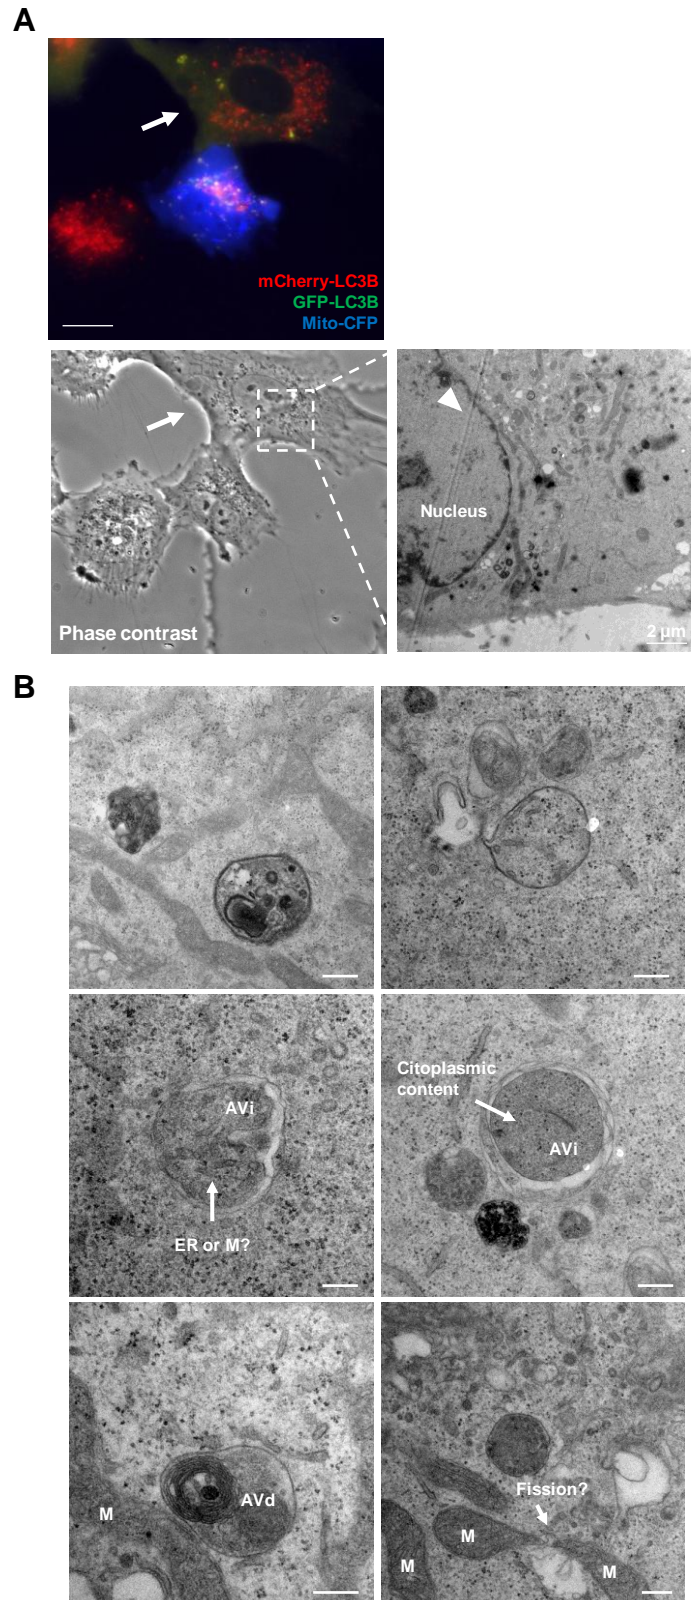 A
mCherry-LC3B
GFP-LC3B
Mito-CFP
Phase contrast
Nucleus
2 µm
B
AVi
ER or M?
Citoplasmic
content
AVi
M
AVd
Fission?
M
M
M